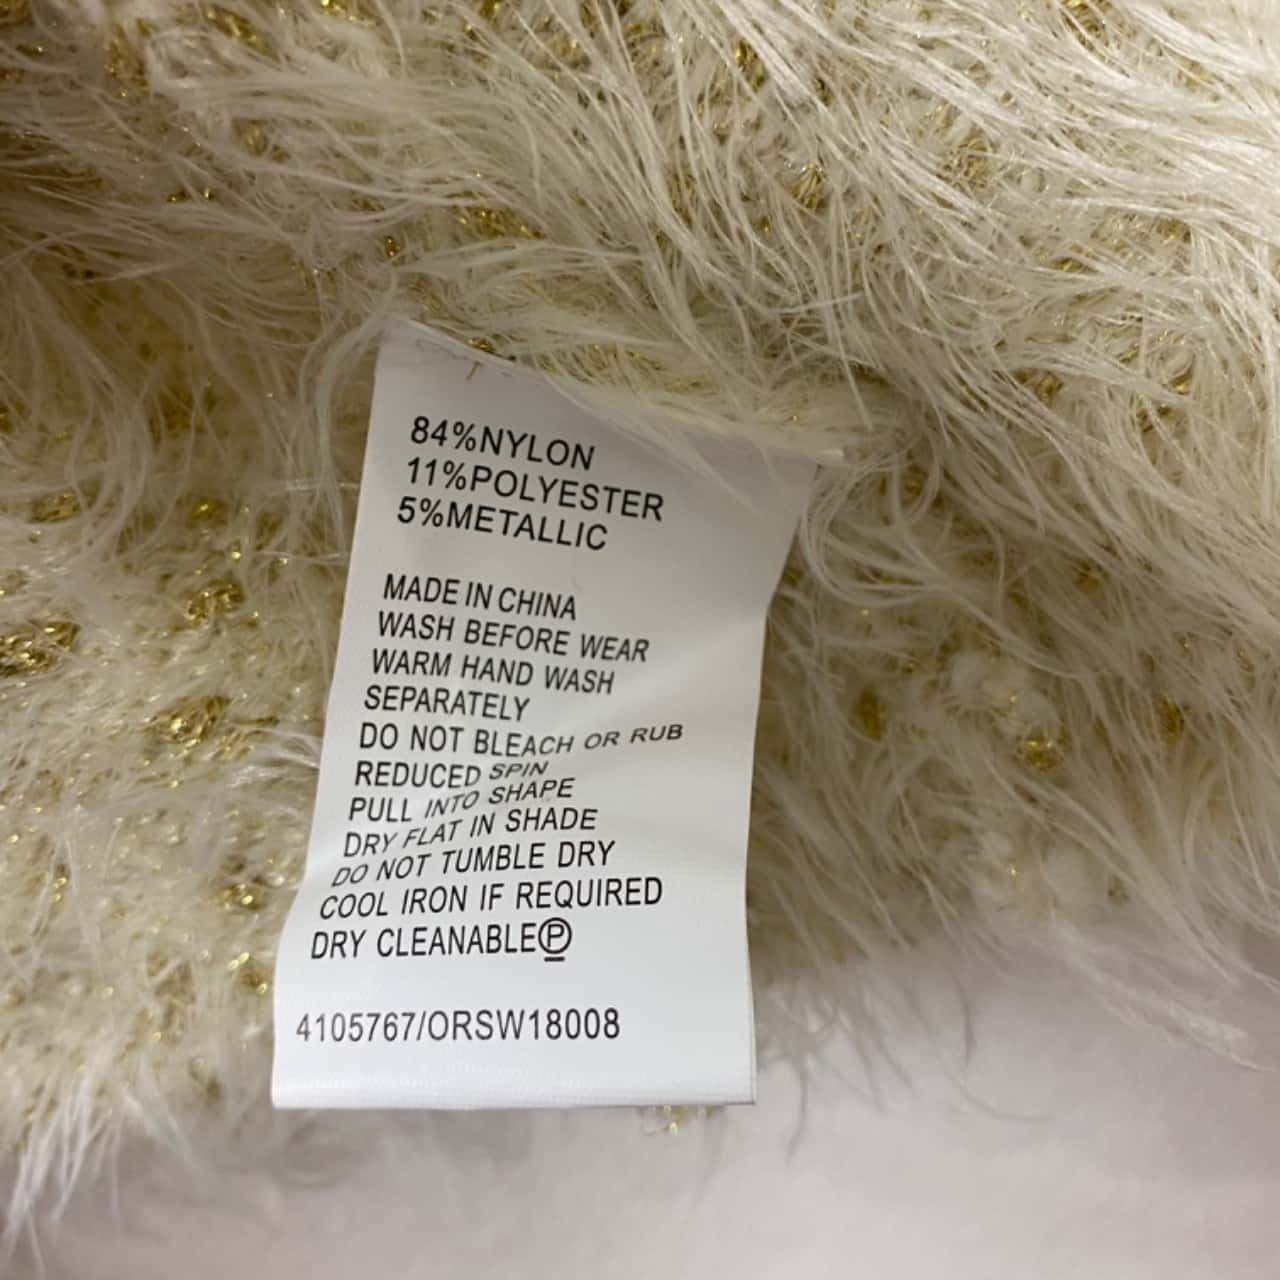 84%NYLON
11%POLYESTER
5%METALLIC
MADE IN CHINA
WASH BEFORE WEAR
WARM HAND WASH
SEPARATELY
DO NOT BLEACH OR RUB
REDUCED SPIN
PULL INTO SHAPE
DRY FLAT IN SHADE
DO NOT TUMBLE DRY
COOL IRON IF REQUIRED
DRY CLEANABLEⓅ
4105767/ORSW18008